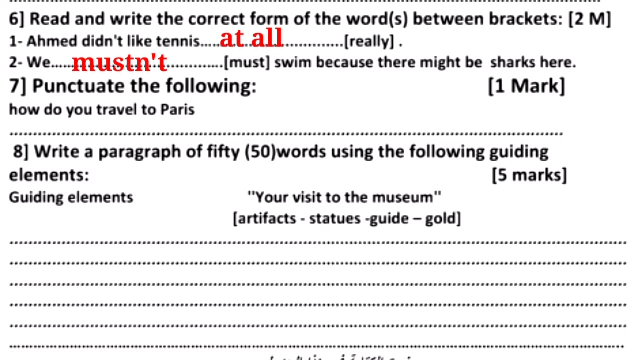 6] Read and write the correct form of the word(s) between brackets: [2 M]
1- Ahmed didn't like tennis.....at all.................[really] .
2- We.....mustn't...............[must] swim because there might be sharks here.
7] Punctuate the following: [1 Mark]
how do you travel to Paris
8] Write a paragraph of fifty (50)words using the following guiding
elements: [5 marks]
Guiding elements "Your visit to the museum"
[artifacts - statues -guide – gold]